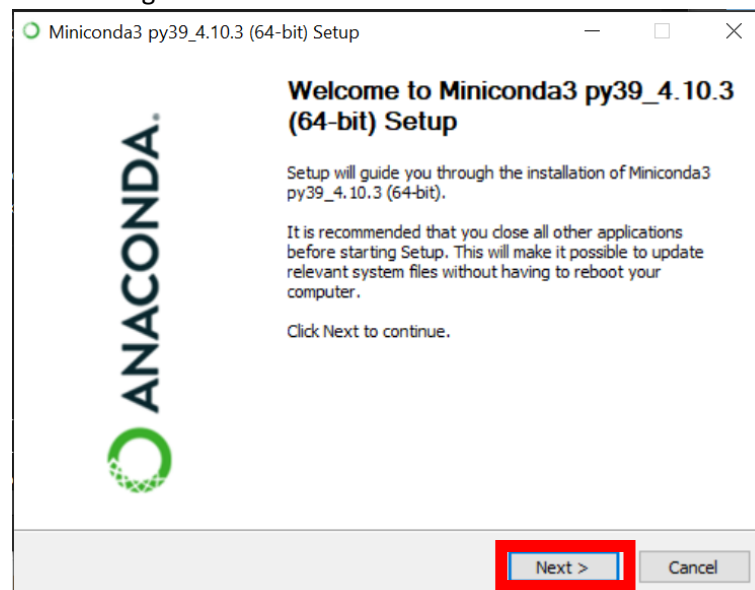 Miniconda3 py39_4.10.3 (64-bit) Setup
Welcome to Miniconda3 py39_4.10.3
(64-bit) Setup
Setup will guide you through the installation of Miniconda3
py39_4.10.3 (64-bit).
It is recommended that you close all other applications
before starting Setup. This will make it possible to update
relevant system files without having to reboot your
computer.
Click Next to continue.
ANACONDA.
Next >
Cancel